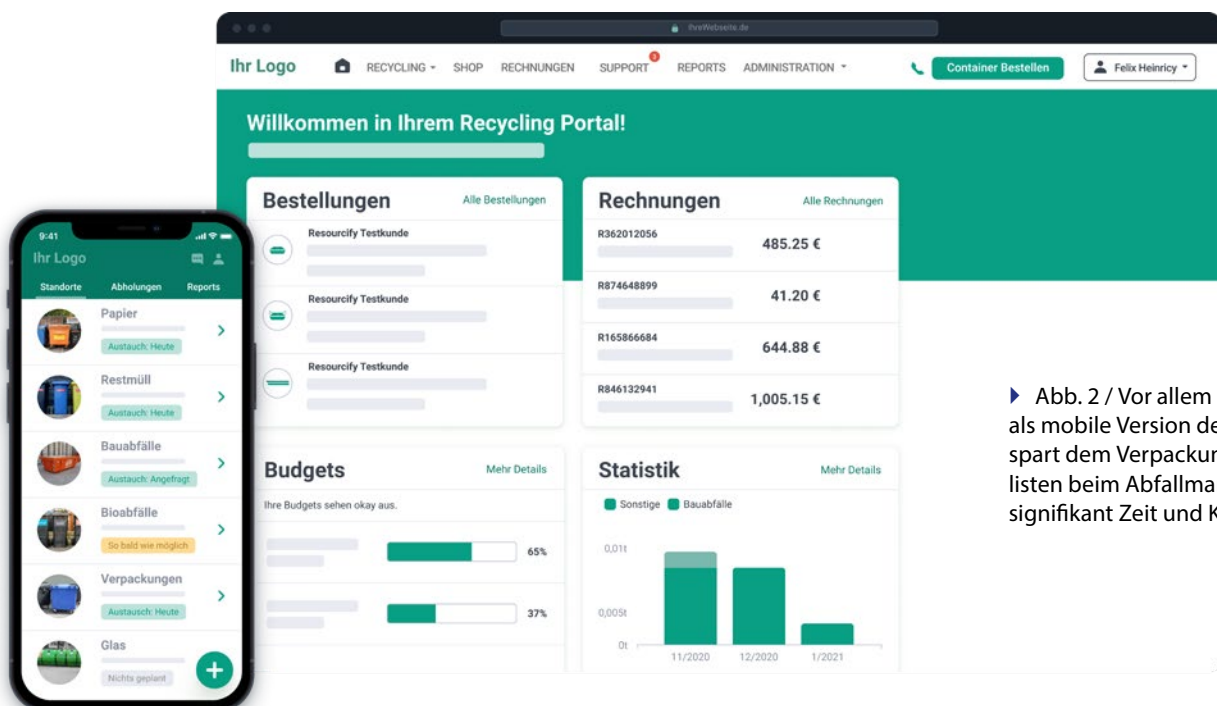 IhreWebseite.de
Ihr Logo RECYCLING SHOP RECHNUNGEN SUPPORT REPORTS ADMINISTRATION Container Bestellen Felix Heinricy
Willkommen in Ihrem Recycling Portal!
Bestellungen Alle Bestellungen
Resourcify Testkunde
Resourcify Testkunde
Resourcify Testkunde
Rechnungen Alle Rechnungen
R362012056 485.25 €
R874648899 41.20 €
R165866684 644.88 €
R846132941 1,005.15 €
Budgets Mehr Details
Ihre Budgets sehen okay aus.
65%
37%
Statistik Mehr Details
Sonstige Bauabfälle
0,01t
0,005t
0t
11/2020 12/2020 1/2021
9:41
Ihr Logo
Standorte Abholungen Reports
Papier
Austauch: Heute
Restmüll
Austauch: Heute
Bauabfälle
Austauch: Angefragt
Bioabfälle
So bald wie möglich
Verpackungen
Austausch: Heute
Glas
Nichts geplant
Abb. 2 / Vor allem
als mobile Version de
spart dem Verpackun
listen beim Abfallma
signifikant Zeit und K